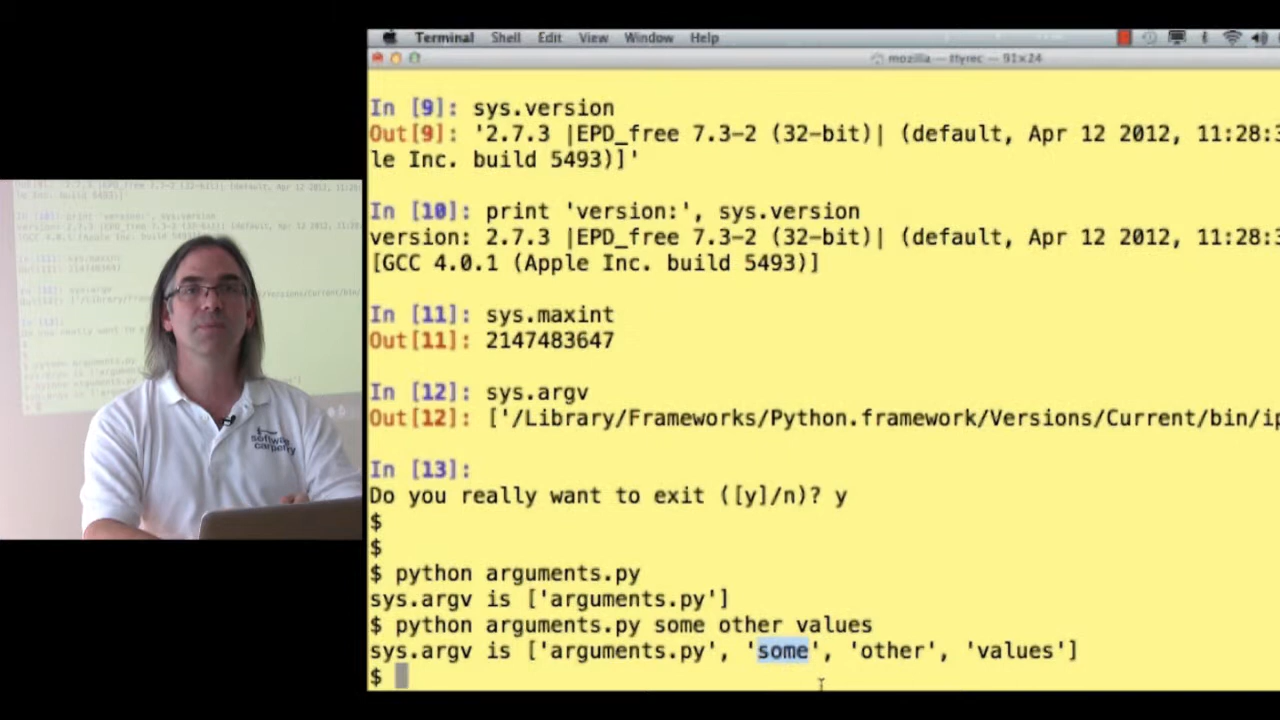 Terminal Shell Edit View Window Help
mozilla — ttyrec — 91×24
In [9]: sys.version
Out[9]: '2.7.3 |EPD_free 7.3-2 (32-bit)| (default, Apr 12 2012, 11:28:3
le Inc. build 5493)]'
In [10]: print 'version:', sys.version
version: 2.7.3 |EPD_free 7.3-2 (32-bit)| (default, Apr 12 2012, 11:28:3
[GCC 4.0.1 (Apple Inc. build 5493)]
In [11]: sys.maxint
Out[11]: 2147483647
In [12]: sys.argv
Out[12]: ['/Library/Frameworks/Python.framework/Versions/Current/bin/ip
In [13]:
Do you really want to exit ([y]/n)? y
$
$
$ python arguments.py
sys.argv is ['arguments.py']
$ python arguments.py some other values
sys.argv is ['arguments.py', 'some', 'other', 'values']
$
software
carpentry